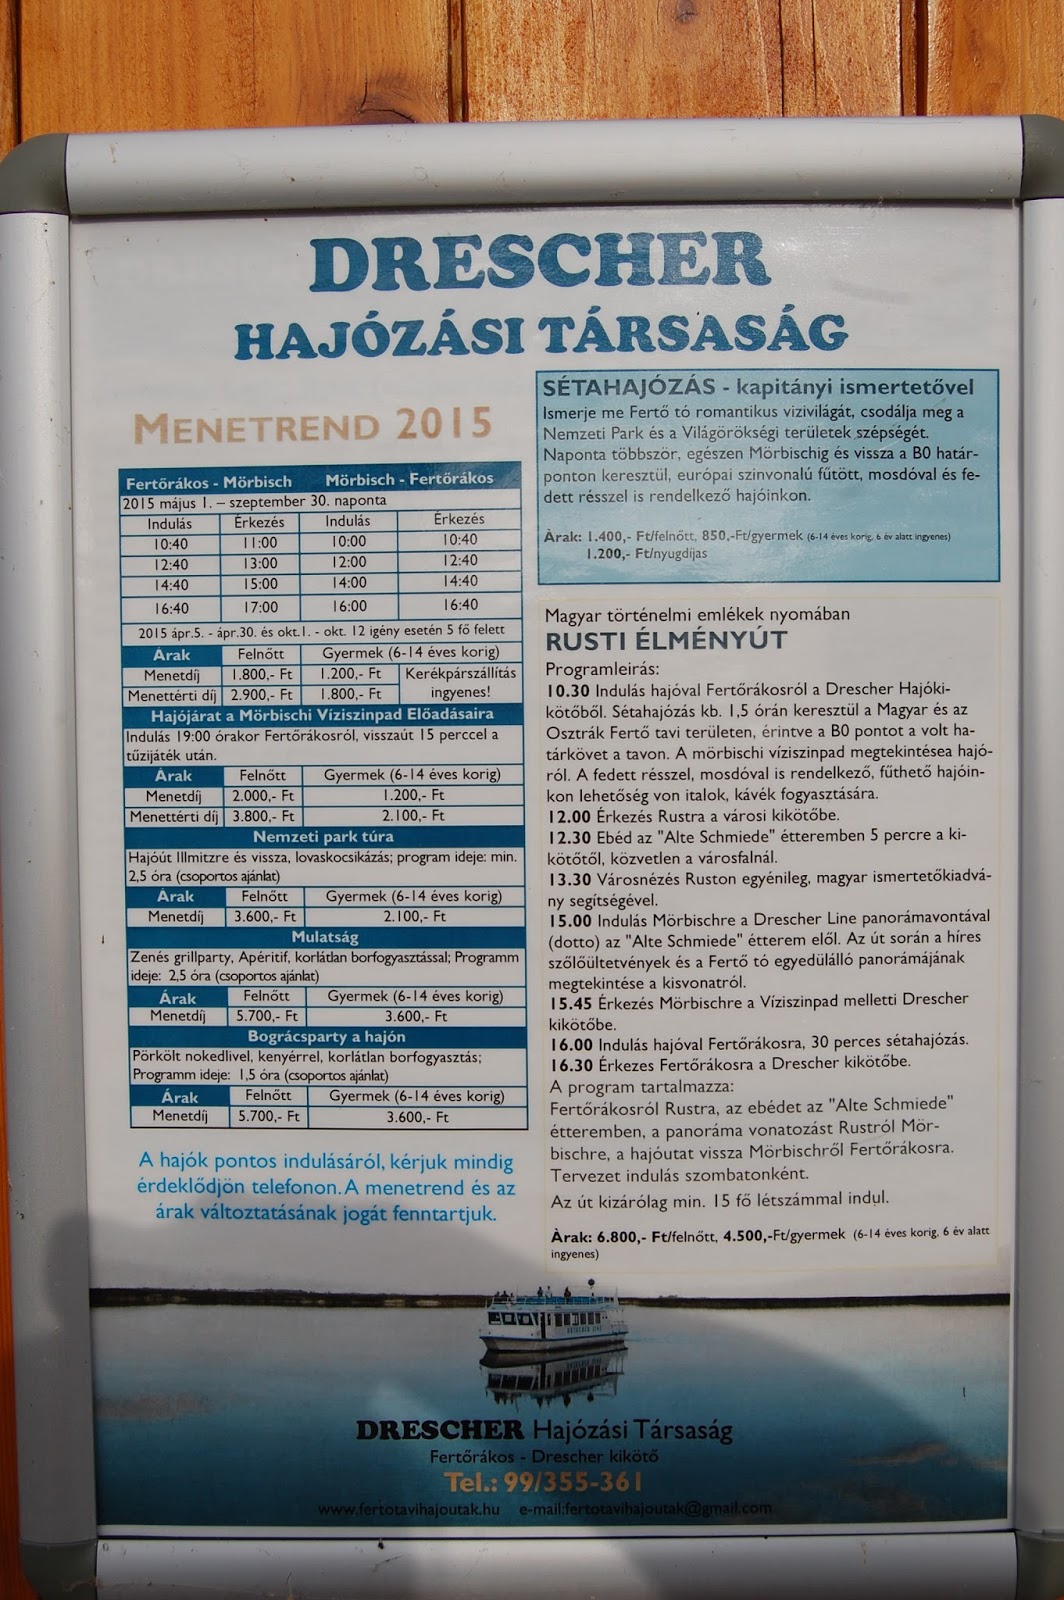 DRESCHER
HAJÓZÁSI TÁRSASÁG
MENETREND 2015
Fertőrákos - Mörbisch Mörbisch - Fertőrákos
2015 május 1. – szeptember 30. naponta
Indulás Érkezés Indulás Érkezés
10:40 11:00 10:00 10:40
12:40 13:00 12:00 12:40
14:40 15:00 14:00 14:40
16:40 17:00 16:00 16:40
2015 ápr.5. - ápr.30. és okt.1. - okt. 12 igény esetén 5 fő felett
Árak Felnőtt Gyermek (6-14 éves korig)
Menetdíj 1.800,- Ft 1.200,- Ft Kerékpárszállítás
Menettérti díj 2.900,- Ft 1.800,- Ft ingyenes!
Hajójárat a Mörbischi Víziszinpad Előadásaira
Indulás 19:00 órakor Fertőrákosról, visszaút 15 perccel a
tűzijáték után.
Árak Felnőtt Gyermek (6-14 éves korig)
Menetdíj 2.000,- Ft 1.200,- Ft
Menettérti díj 3.800,- Ft 2.100,- Ft
Nemzeti park túra
Hajóút Illmitzre és vissza, lovaskocsikázás; program ideje: min.
2,5 óra (csoportos ajánlat)
Árak Felnőtt Gyermek (6-14 éves korig)
Menetdíj 3.600,- Ft 2.100,- Ft
Mulatság
Zenés grillparty, Apéritif, korlátlan borfogyasztással; Programm
ideje: 2,5 óra (csoportos ajánlat)
Árak Felnőtt Gyermek (6-14 éves korig)
Menetdíj 5.700,- Ft 3.600,- Ft
Bográcsparty a hajón
Pörkölt nokedlivel, kenyérrel, korlátlan borfogyasztás;
Programm ideje: 1,5 óra (csoportos ajánlat)
Árak Felnőtt Gyermek (6-14 éves korig)
Menetdíj 5.700,- Ft 3.600,- Ft
A hajók pontos indulásáról, kérjuk mindig
érdeklődjön telefonon. A menetrend és az
árak változtatásának jogát fenntartjuk.
SÉTAHAJÓZÁS - kapitányi ismertetővel
Ismerje me Fertő tó romantikus vizivilágát, csodálja meg a
Nemzeti Park és a Világörökségi területek szépségét.
Naponta többször, egészen Mörbischig és vissza a B0 határ-
ponton keresztül, európai szinvonalú fűtött, mosdóval és fe-
dett résszel is rendelkező hajóinkon.
Àrak: 1.400,- Ft/felnőtt, 850,-Ft/gyermek (6-14 éves korig, 6 év alatt ingyenes)
1.200,- Ft/nyugdíjas
Magyar történelmi emlékek nyomában
RUSTI ÉLMÉNYÚT
Programleirás:
10.30 Indulás hajóval Fertőrákosról a Drescher Hajóki-
kötőből. Sétahajózás kb. 1,5 órán keresztül a Magyar és az
Osztrák Fertő tavi területen, érintve a B0 pontot a volt ha-
tárkövet a tavon. A mörbischi víziszinpad megtekintésea hajó-
ról. A fedett résszel, mosdóval is rendelkező, fűthető hajóin-
kon lehetőség von italok, kávék fogyasztására.
12.00 Érkezés Rustra a városi kikötőbe.
12.30 Ebéd az "Alte Schmiede" étteremben 5 percre a ki-
kötőtől, közvetlen a városfalnál.
13.30 Városnézés Ruston egyénileg, magyar ismertetőkiadvá-
ny segítségével.
15.00 Indulás Mörbischre a Drescher Line panorámavontával
(dotto) az "Alte Schmiede" étterem elől. Az út során a híres
szőlőültetvények és a Fertő tó egyedülálló panorámájának
megtekintése a kisvonatról.
15.45 Érkezés Mörbischre a Víziszinpad melletti Drescher
kikötőbe.
16.00 Indulás hajóval Fertőrákosra, 30 perces sétahajózás.
16.30 Érkezes Fertőrákosra a Drescher kikötőbe.
A program tartalmazza:
Fertőrákosról Rustra, az ebédet az "Alte Schmiede"
étteremben, a panoráma vonatozást Rustról Mör-
bischre, a hajóutat vissza Mörbischről Fertőrákosra.
Tervezet indulás szombatonként.
Az út kizárólag min. 15 fő létszámmal indul.
Àrak: 6.800,- Ft/felnőtt, 4.500,-Ft/gyermek (6-14 éves korig, 6 év alatt
ingyenes)
DRESCHER LINE
DRESCHER Hajózási Társaság
Fertőrákos - Drescher kikötő
Tel.: 99/355-361
www.fertotavihajoutak.hu e-mail:fertotavihajoutak@gmail.com